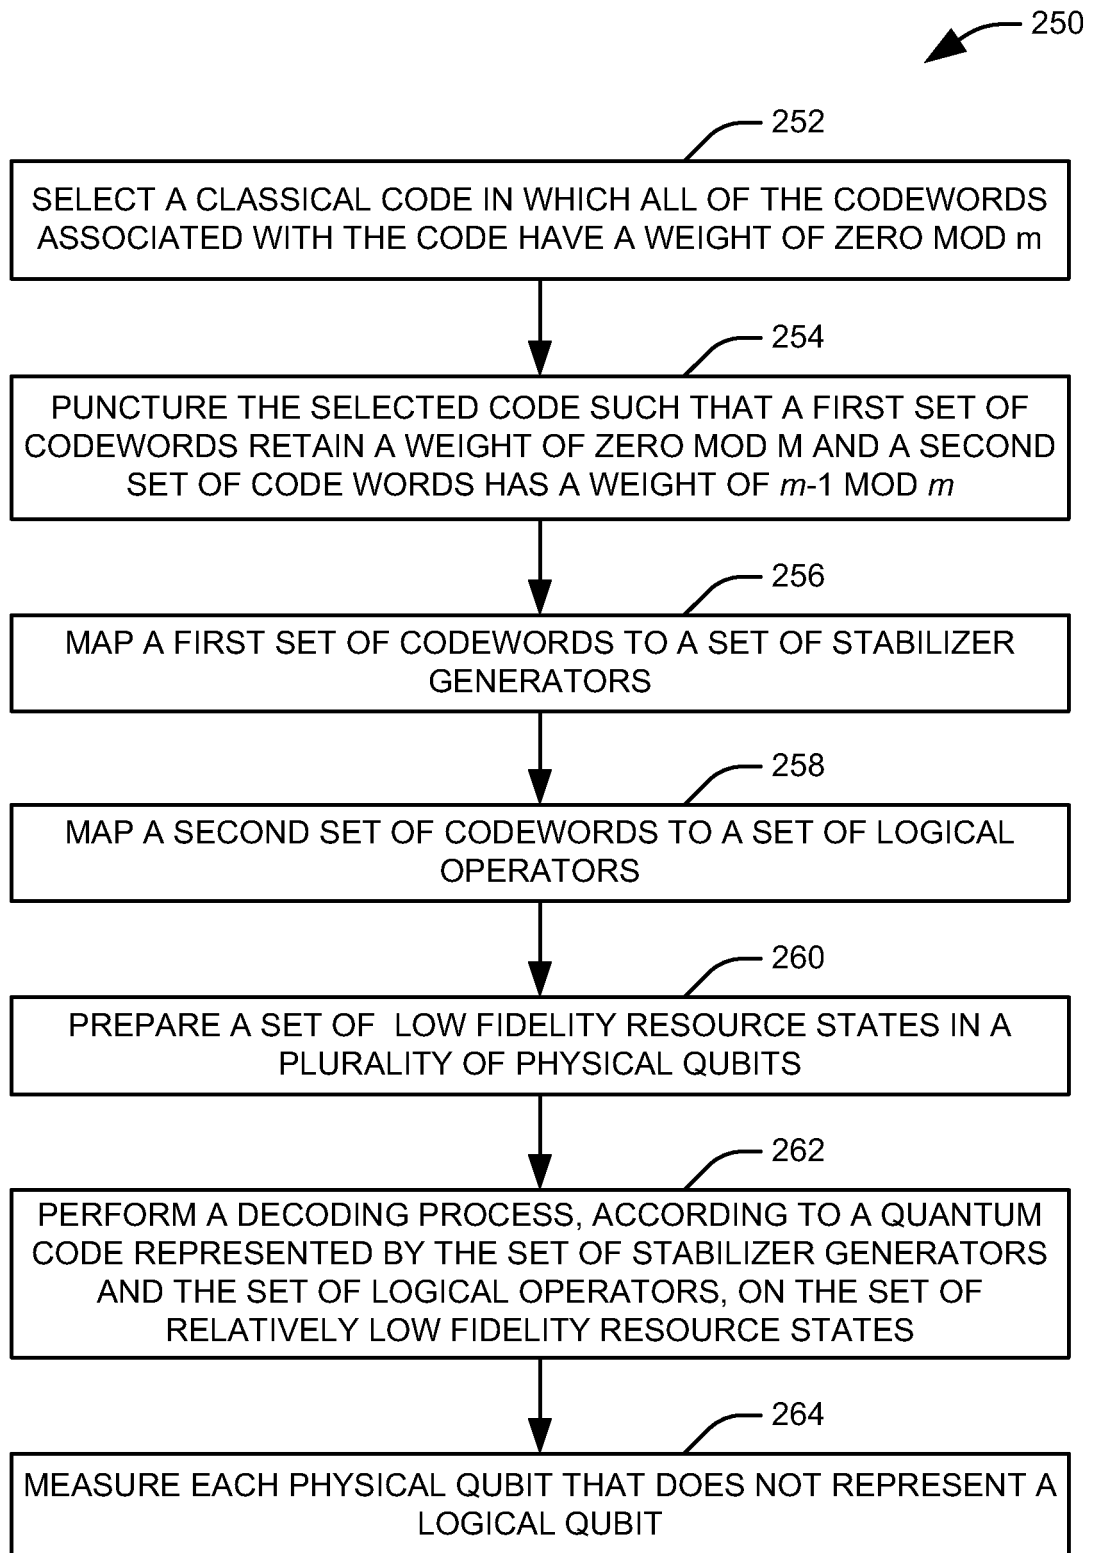 250
252
SELECT A CLASSICAL CODE IN WHICH ALL OF THE CODEWORDS
ASSOCIATED WITH THE CODE HAVE A WEIGHT OF ZERO MOD m
254
PUNCTURE THE SELECTED CODE SUCH THAT A FIRST SET OF
CODEWORDS RETAIN A WEIGHT OF ZERO MOD M AND A SECOND
SET OF CODE WORDS HAS A WEIGHT OF m-1 MOD m
256
MAP A FIRST SET OF CODEWORDS TO A SET OF STABILIZER
GENERATORS
258
MAP A SECOND SET OF CODEWORDS TO A SET OF LOGICAL
OPERATORS
260
PREPARE A SET OF LOW FIDELITY RESOURCE STATES IN A
PLURALITY OF PHYSICAL QUBITS
262
PERFORM A DECODING PROCESS, ACCORDING TO A QUANTUM
CODE REPRESENTED BY THE SET OF STABILIZER GENERATORS
AND THE SET OF LOGICAL OPERATORS, ON THE SET OF
RELATIVELY LOW FIDELITY RESOURCE STATES
264
MEASURE EACH PHYSICAL QUBIT THAT DOES NOT REPRESENT A
LOGICAL QUBIT